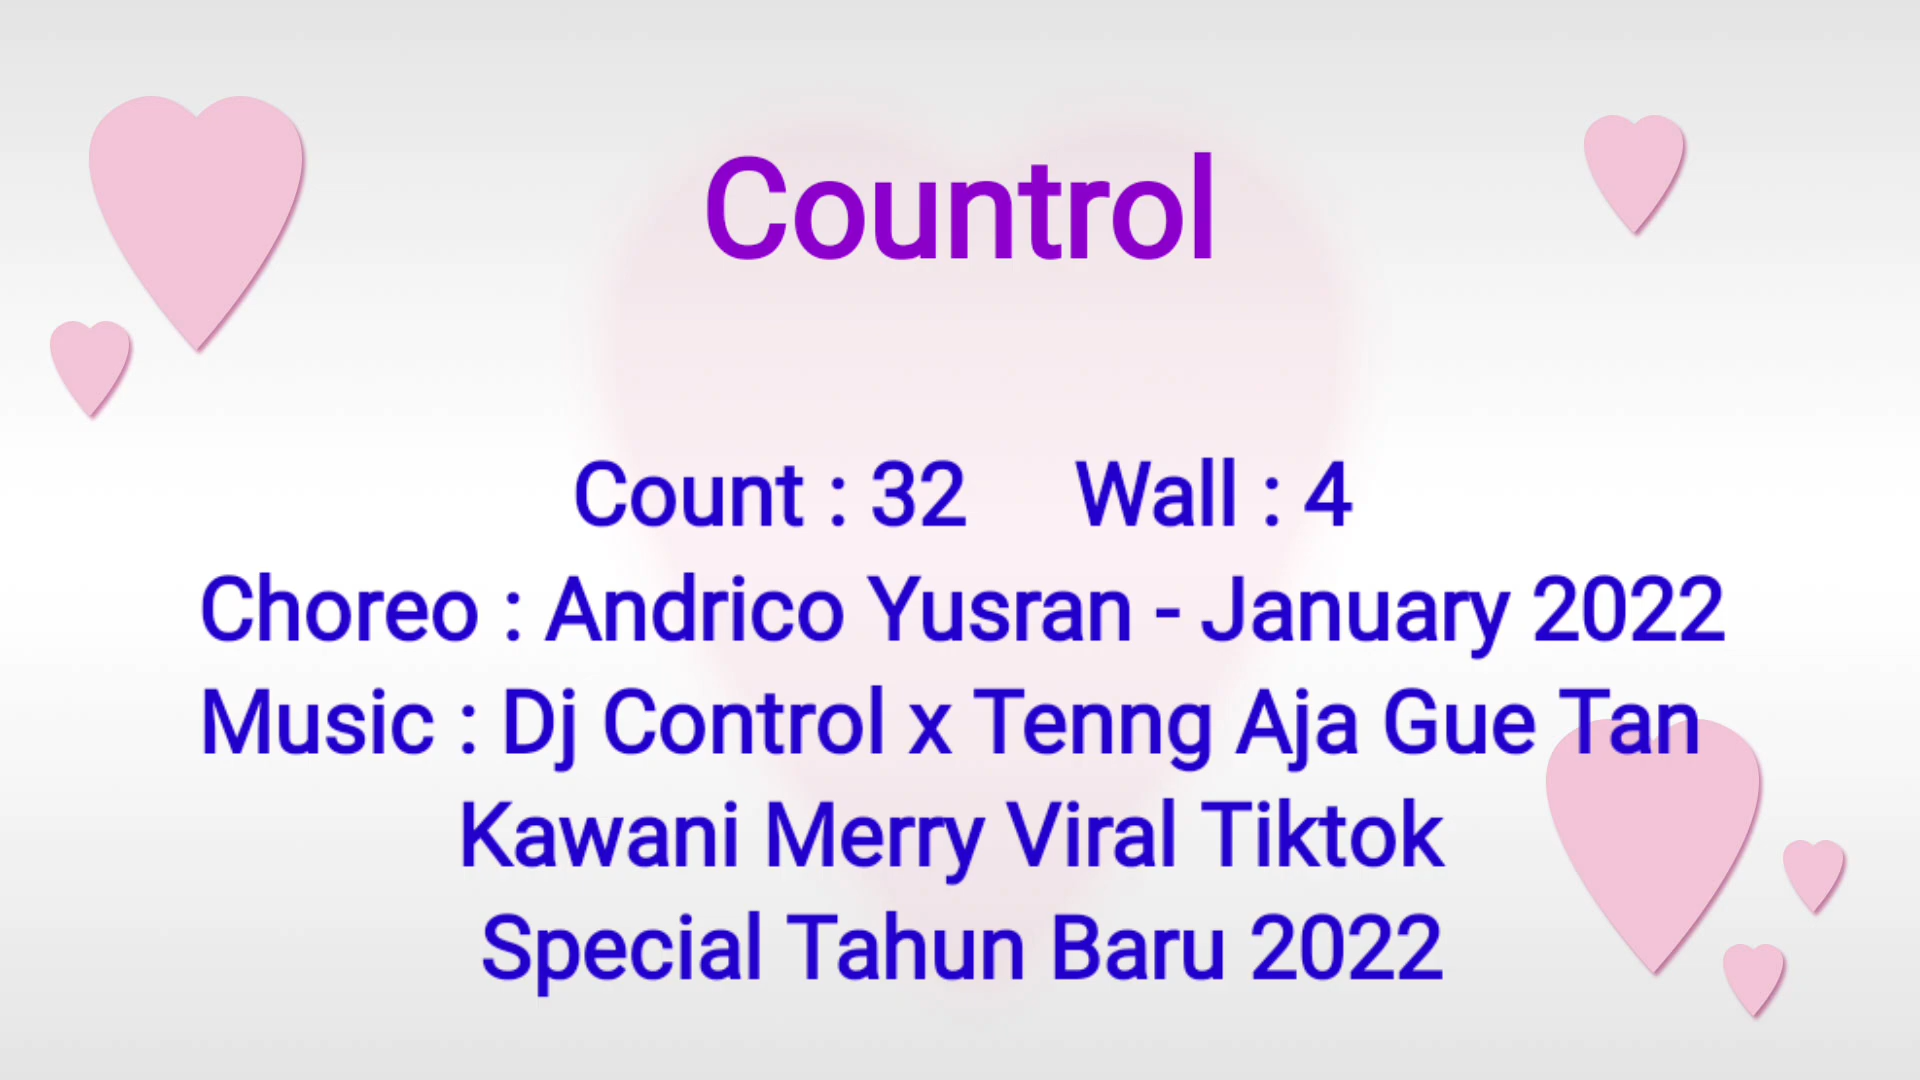 Countrol
Count : 32 Wall : 4
Choreo : Andrico Yusran - January 2022
Music : Dj Control x Tenng Aja Gue Tan
Kawani Merry Viral Tiktok
Special Tahun Baru 2022